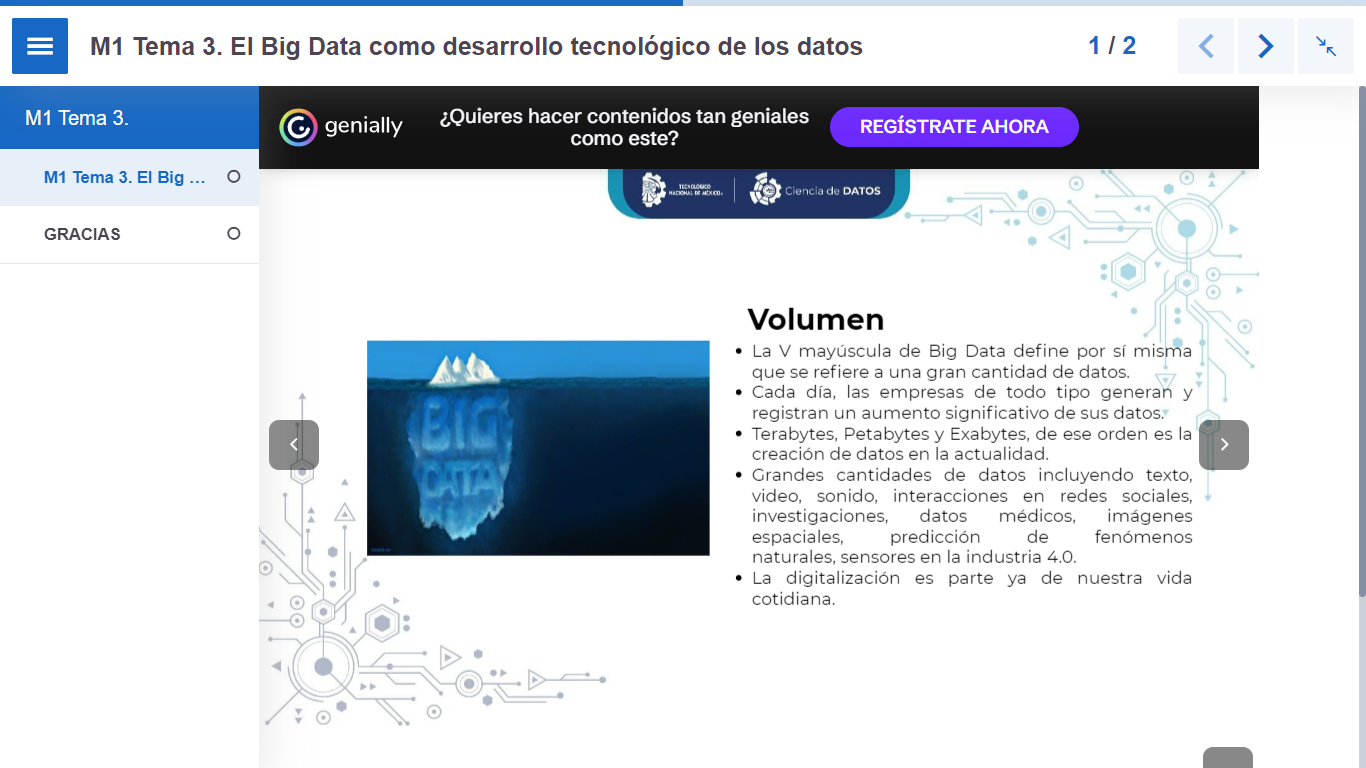 M1 Tema 3. El Big Data como desarrollo tecnológico de los datos
1 / 2
M1 Tema 3.
M1 Tema 3. El Big ...
GRACIAS
genially
¿Quieres hacer contenidos tan geniales
como este?
REGÍSTRATE AHORA
TECNOLÓGICO
NACIONAL DE MÉXICO
Ciencia de DATOS
BIG
DATA
Volumen
• La V mayúscula de Big Data define por sí misma
que se refiere a una gran cantidad de datos.
• Cada día, las empresas de todo tipo generan y
registran un aumento significativo de sus datos.
• Terabytes, Petabytes y Exabytes, de ese orden es la
creación de datos en la actualidad.
• Grandes cantidades de datos incluyendo texto,
video, sonido, interacciones en redes sociales,
investigaciones, datos médicos, imágenes
espaciales, predicción de fenómenos
naturales, sensores en la industria 4.0.
• La digitalización es parte ya de nuestra vida
cotidiana.